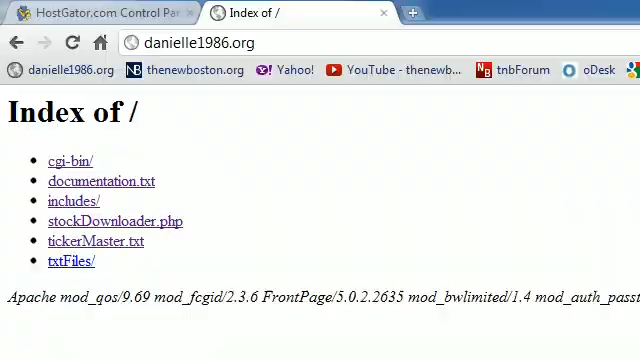 HostGator.com Control Par
Index of /
danielle1986.org
danielle1986.org thenewboston.org Yahoo! YouTube - thenewb... tnbForum oDesk
Index of /
cgi-bin/
documentation.txt
includes/
stockDownloader.php
tickerMaster.txt
txtFiles/
Apache mod_qos/9.69 mod_fcgid/2.3.6 FrontPage/5.0.2.2635 mod_bwlimited/1.4 mod_auth_passt